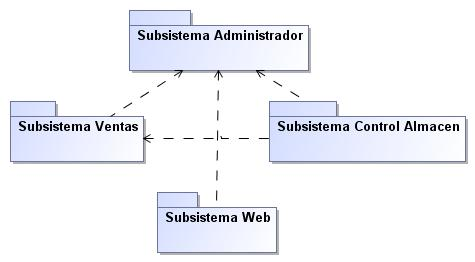 Subsistema Administrador
Subsistema Ventas
Subsistema Control Almacen
Subsistema Web